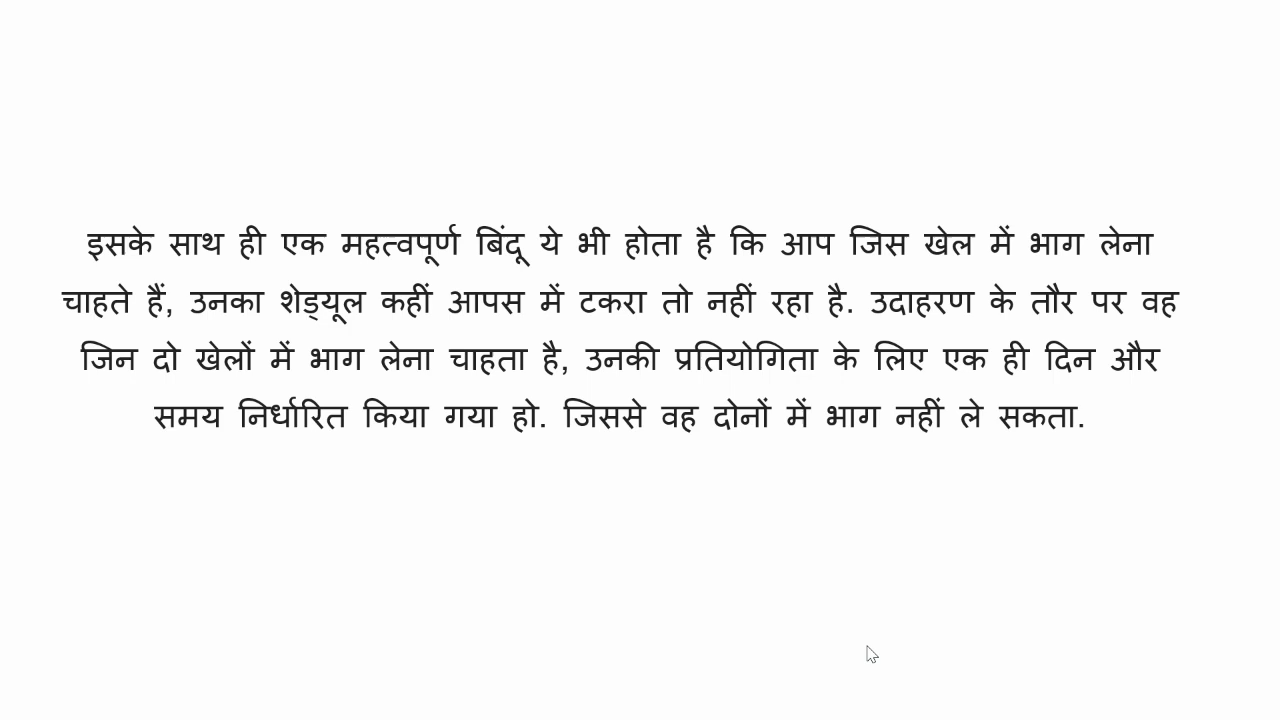 इसके साथ ही एक महत्वपूर्ण बिंदू ये भी होता है कि आप जिस खेल में भाग लेना
चाहते हैं, उनका शेड्यूल कहीं आपस में टकरा तो नहीं रहा है. उदाहरण के तौर पर वह
जिन दो खेलों में भाग लेना चाहता है, उनकी प्रतियोगिता के लिए एक ही दिन और
समय निर्धारित किया गया हो. जिससे वह दोनों में भाग नहीं ले सकता.